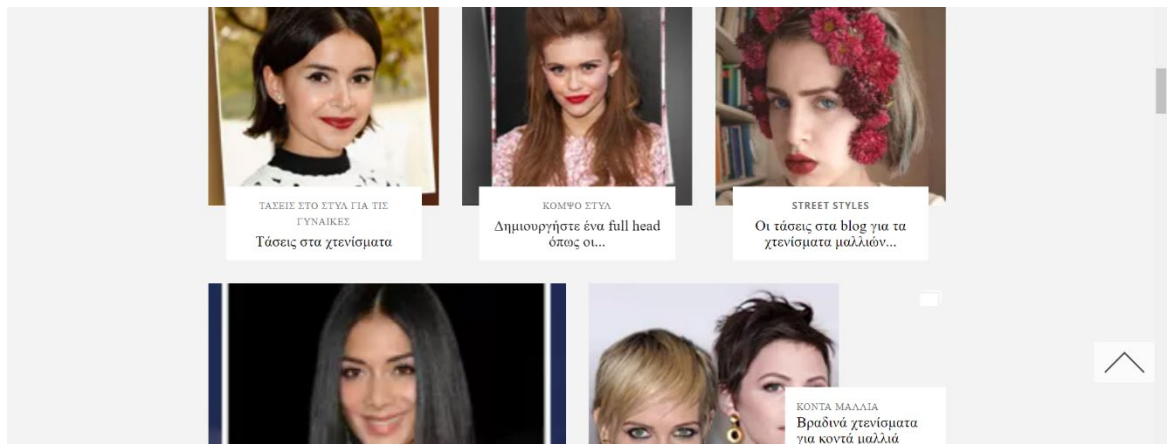 ΤΑΣΕΙΣ ΣΤΟ ΣΤΥΛ ΓΙΑ ΤΙΣ
ΓΥΝΑΙΚΕΣ
Τάσεις στα χτενίσματα
ΚΟΜΨΟ ΣΤΥΛ
Δημιουργήστε ένα full head
όπως οι...
STREET STYLES
Οι τάσεις στα blog για τα
χτενίσματα μαλλιών...
ΚΟΝΤΑ ΜΑΛΛΙΑ
Βραδινά χτενίσματα
για κοντά μαλλιά